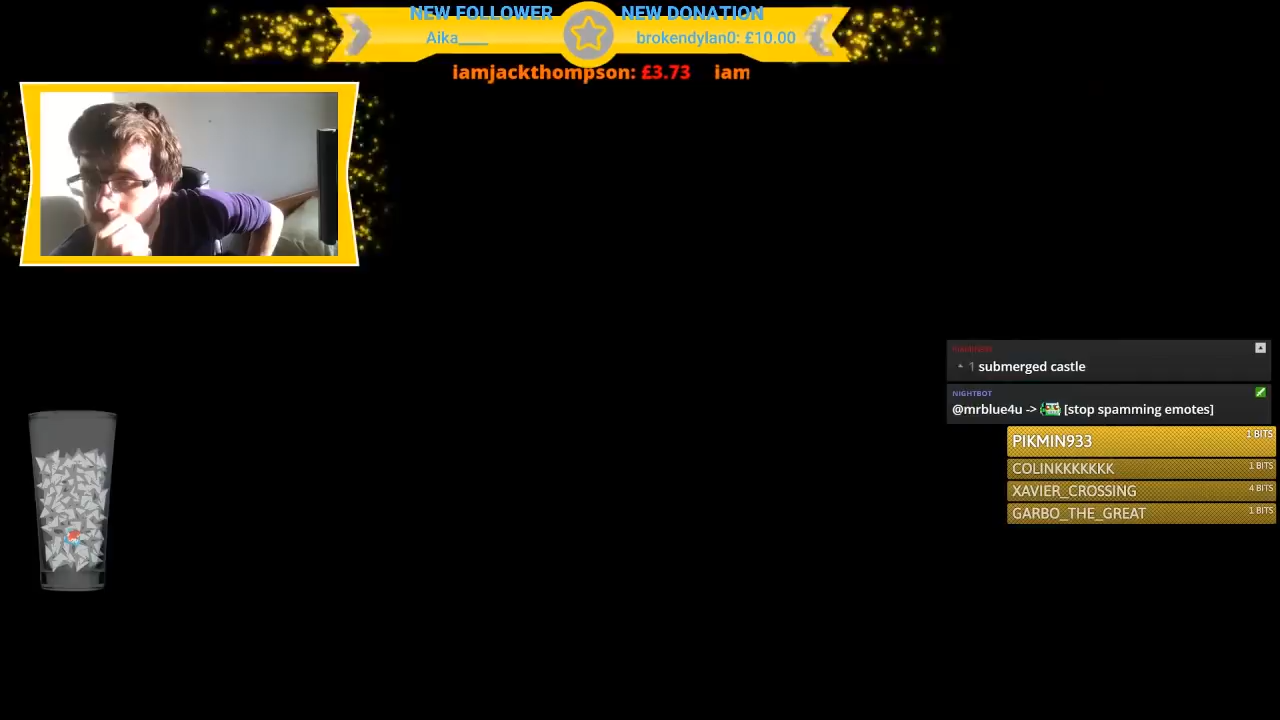 NEW FOLLOWER
NEW DONATION
Aika____
brokendylan0: £10.00
iamjackthompson: £3.73 iam
1 submerged castle
NIGHTBOT
@mrblue4u -> [stop spamming emotes]
PIKMIN933 1 BITS
COLINKKKKKKK 1 BITS
XAVIER_CROSSING 4 BITS
GARBO_THE_GREAT 1 BITS